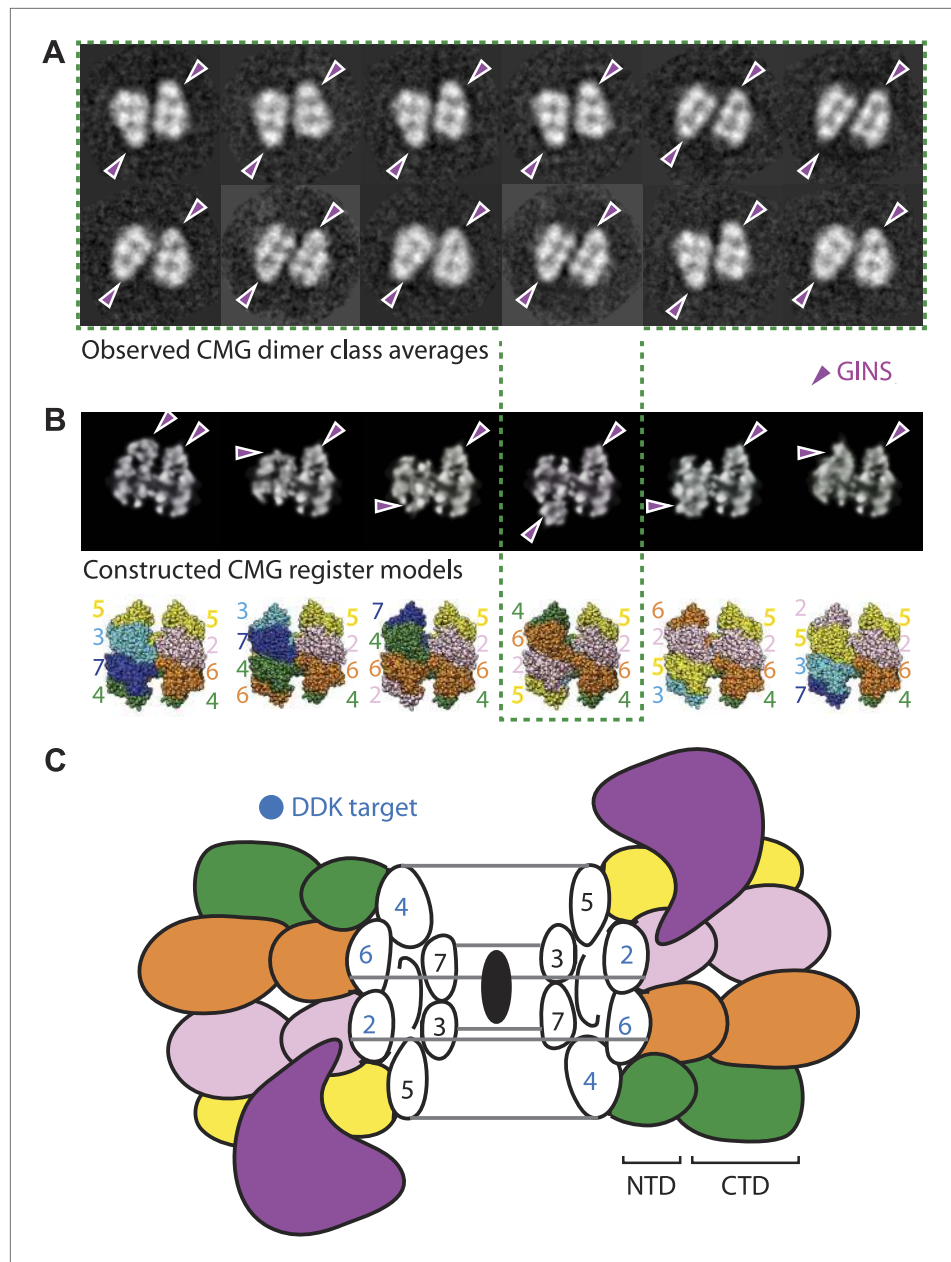 A
Observed CMG dimer class averages
GINS
B
Constructed CMG register models
5 5 3 5 7 5 4 5 6 5 2 5
3 2 7 2 4 2 6 2 2 2 5 2
7 6 4 6 6 6 2 6 5 6 3 6
4 4 6 4 2 4 5 4 3 4 7 4
C
DDK target
4 5
6 7 3 2
2 3 7 6
5 4
NTD CTD